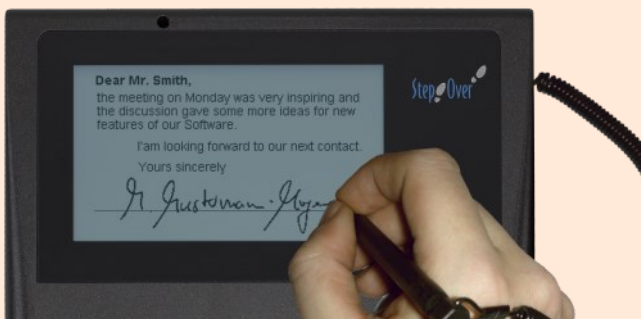 Dear Mr. Smith,
the meeting on Monday was very inspiring and
the discussion gave some more ideas for new
features of our Software.
I'am looking forward to our next contact.
Yours sincerely
StepOver